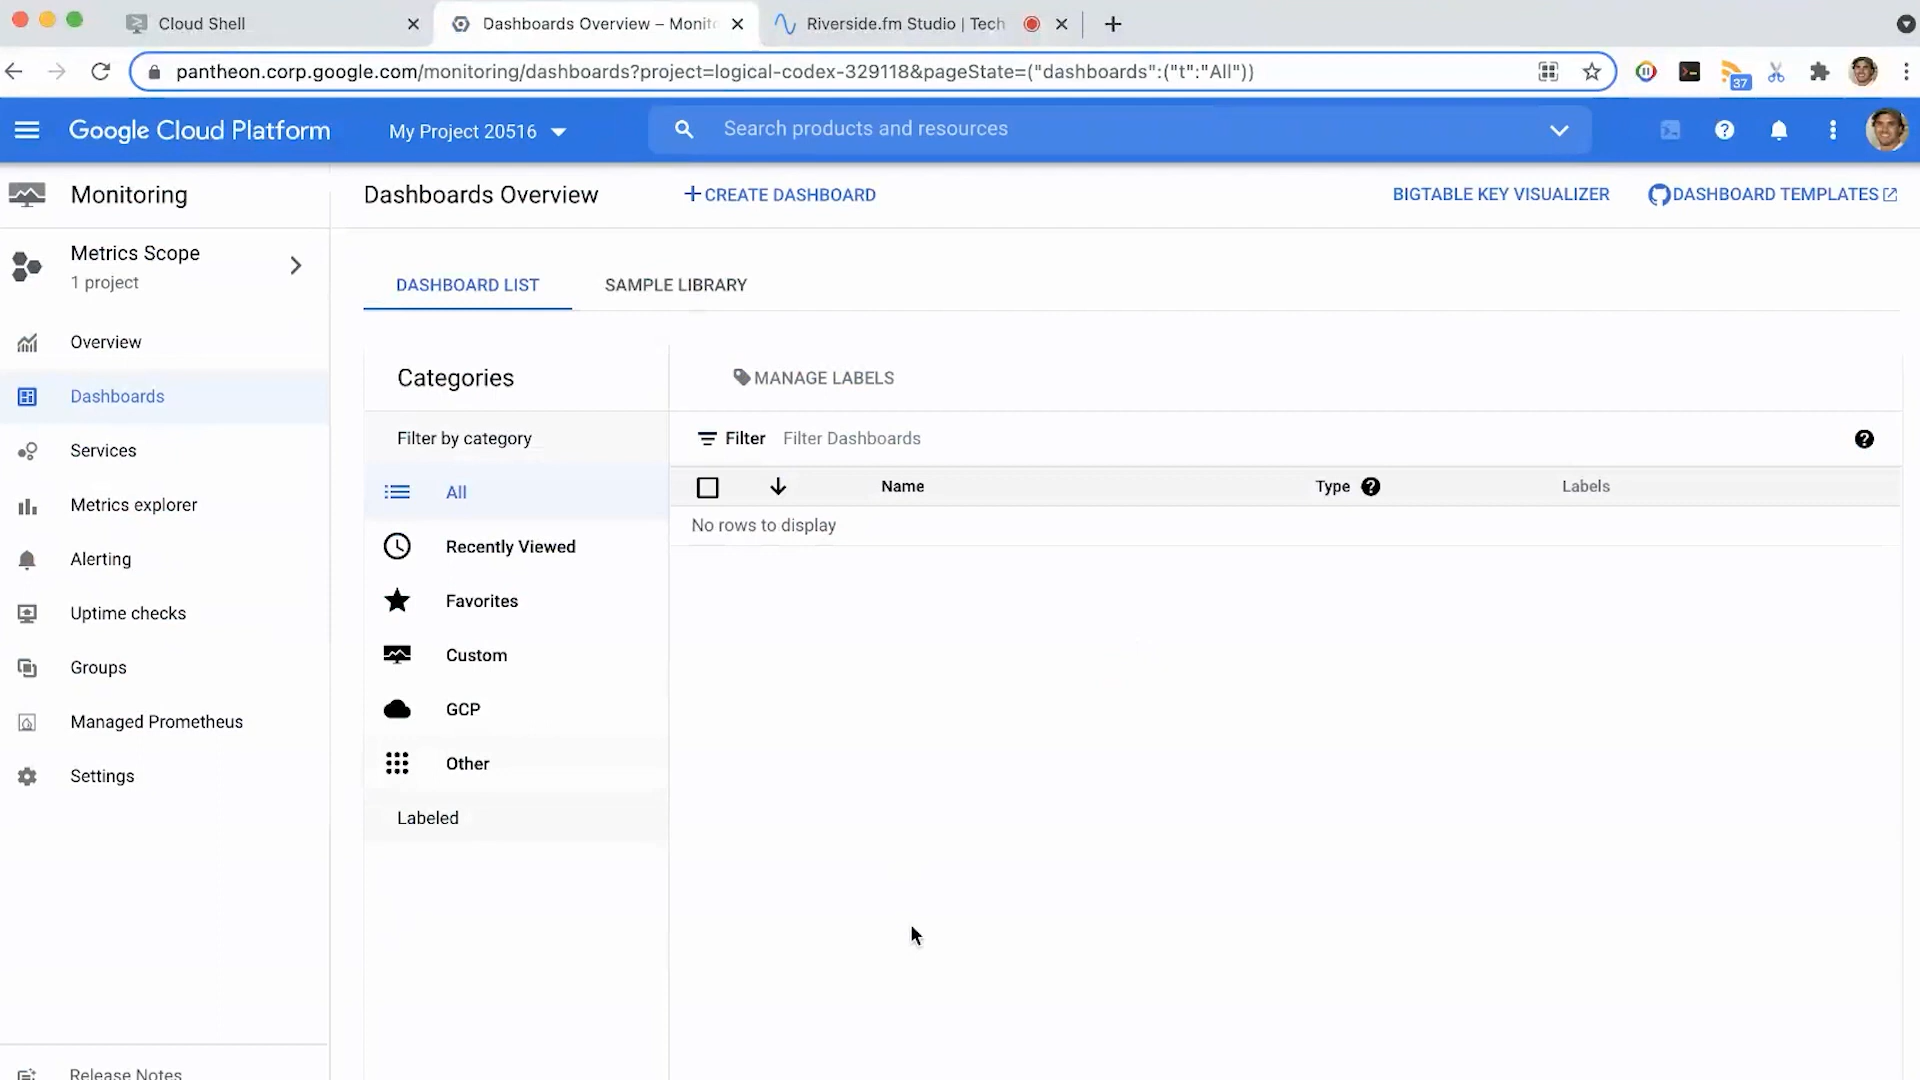 Cloud Shell
Dashboards Overview – Monito
Riverside.fm Studio | Tech
pantheon.corp.google.com/monitoring/dashboards?project=logical-codex-329118&pageState=("dashboards":("t":"All"))
37
Google Cloud Platform
My Project 20516
Search products and resources
Monitoring
Dashboards Overview
CREATE DASHBOARD
BIGTABLE KEY VISUALIZER
DASHBOARD TEMPLATES
Metrics Scope
1 project
DASHBOARD LIST
SAMPLE LIBRARY
Overview
Dashboards
Services
Metrics explorer
Alerting
Uptime checks
Groups
Managed Prometheus
Settings
Release Notes
Categories
MANAGE LABELS
Filter by category
Filter Filter Dashboards
All
Recently Viewed
Favorites
Custom
GCP
Other
Labeled
Name Type Labels
No rows to display